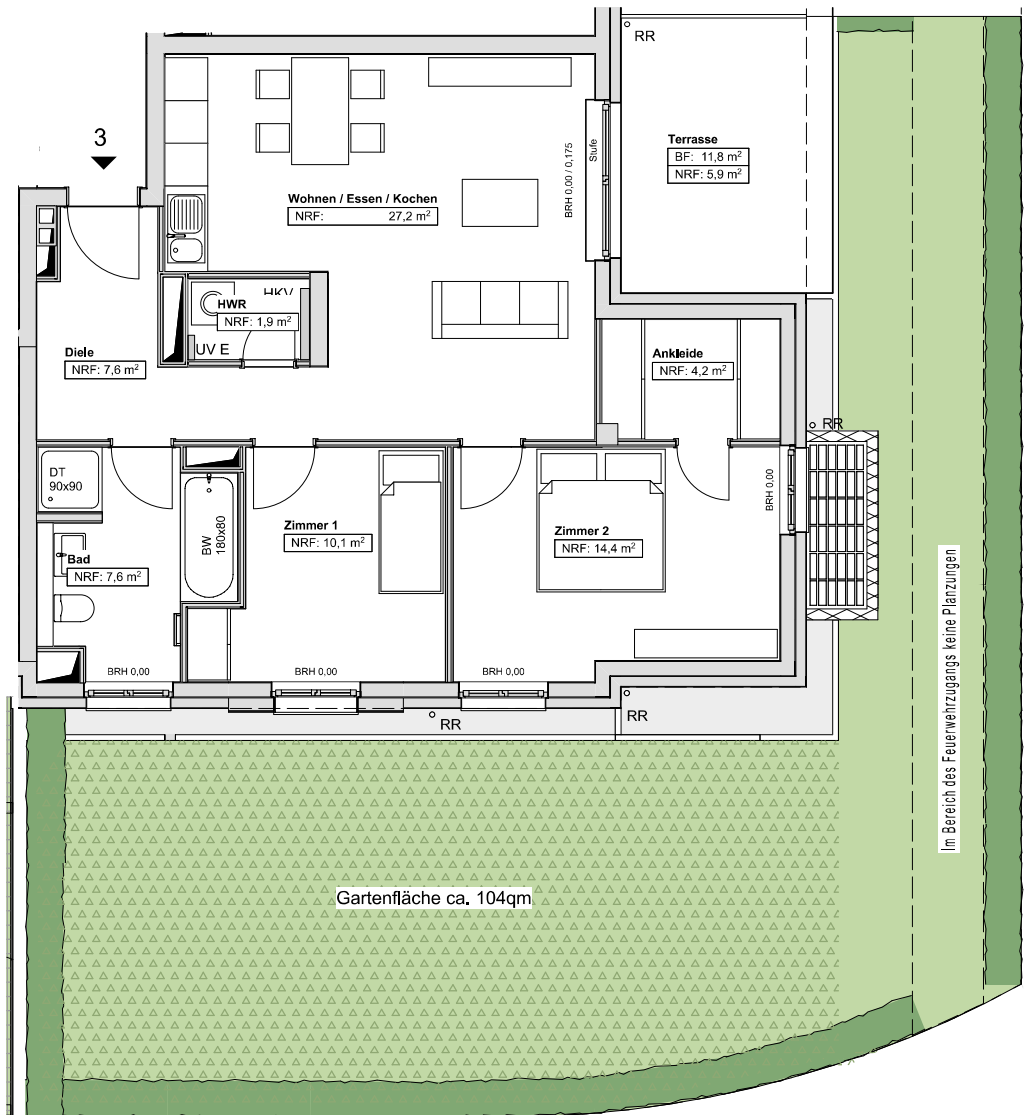 RR
3
Terrasse
BF: 11,8 m²
NRF: 5,9 m²
Stufe
BRH 0,00 / 0,175
Wohnen / Essen / Kochen
NRF: 27,2 m²
HKV
HWR
NRF: 1,9 m²
UV E
Diele
NRF: 7,6 m²
Ankleide
NRF: 4,2 m²
RR
DT
90x90
BW
180x80
BRH 0,00
Zimmer 1
NRF: 10,1 m²
Zimmer 2
NRF: 14,4 m²
Bad
NRF: 7,6 m²
BRH 0,00
BRH 0,00
BRH 0,00
RR
RR
Im Bereich des Feuerwehrzugangs keine Planzungen
Gartenfläche ca. 104qm